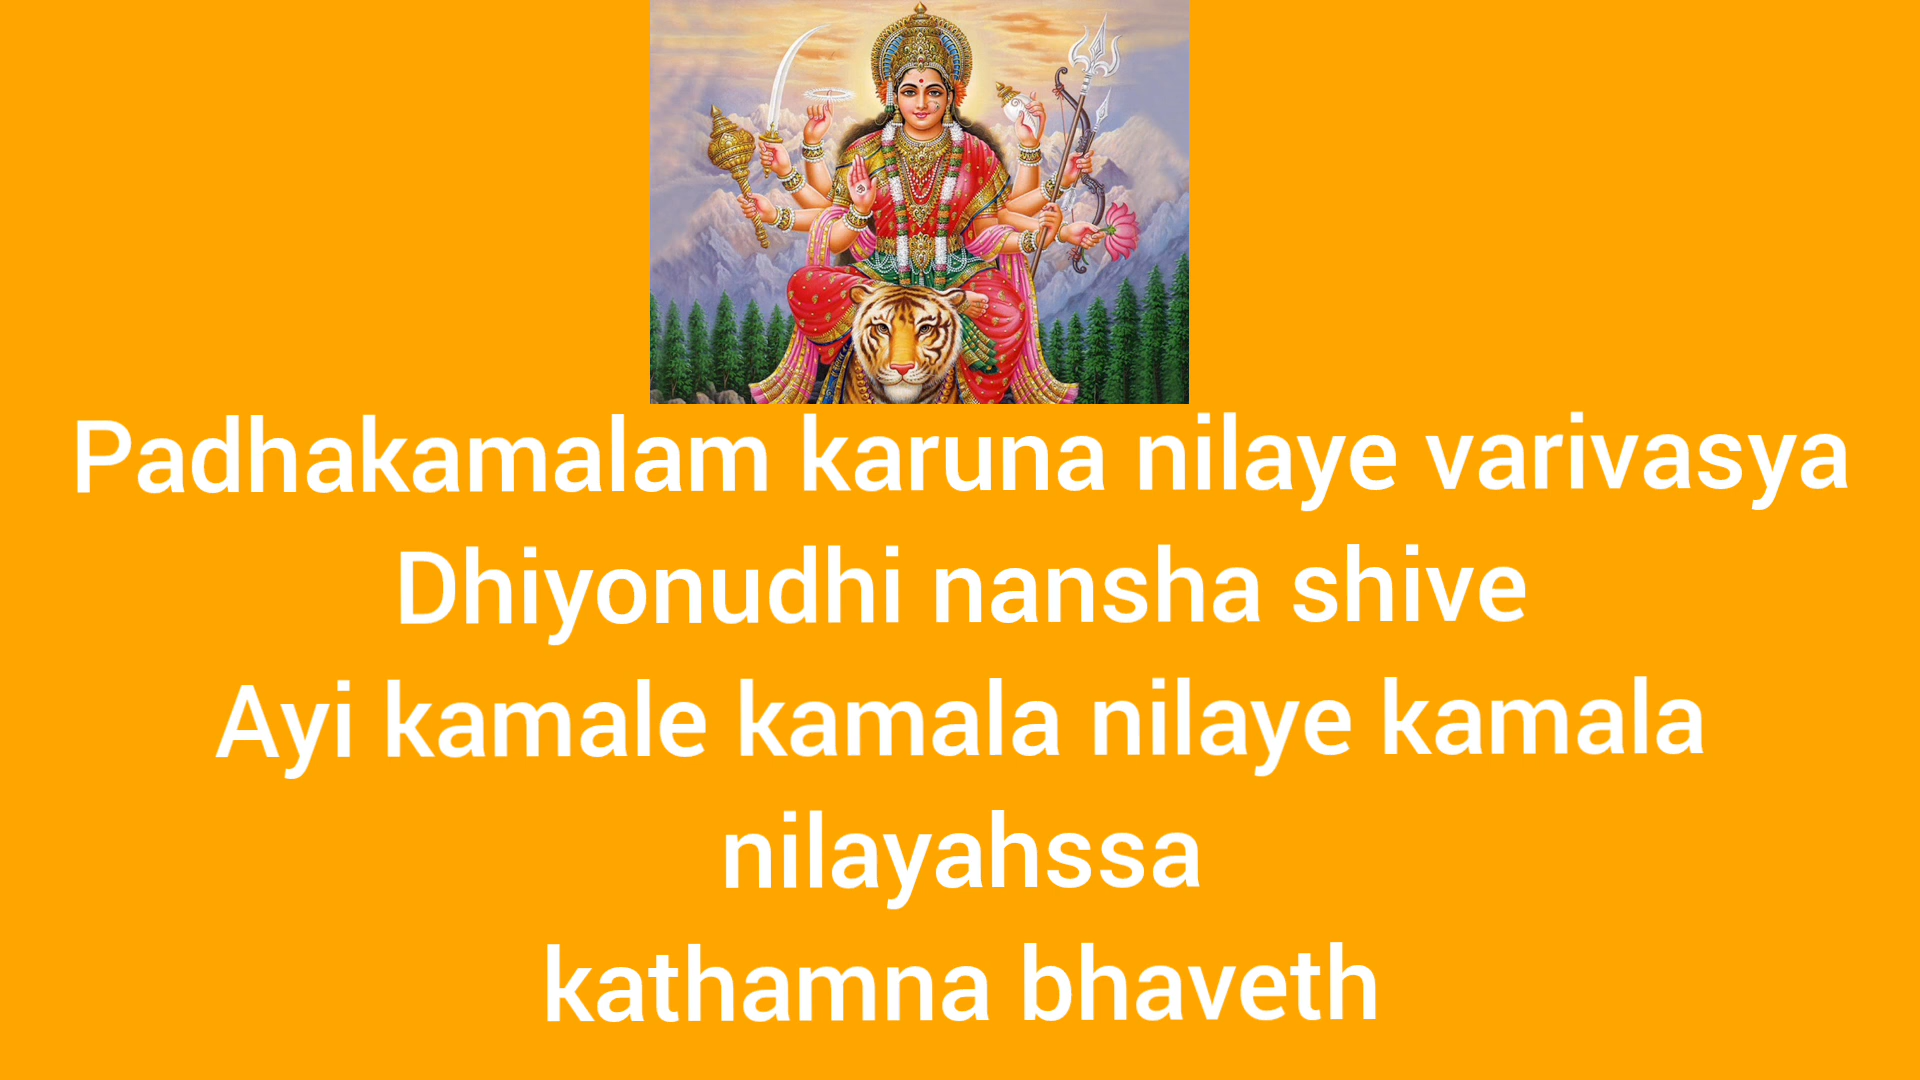 Padhakamalam karuna nilaye varivasya
Dhiyonudhi nansha shive
Ayi kamale kamala nilaye kamala
nilayahssa
kathamna bhaveth